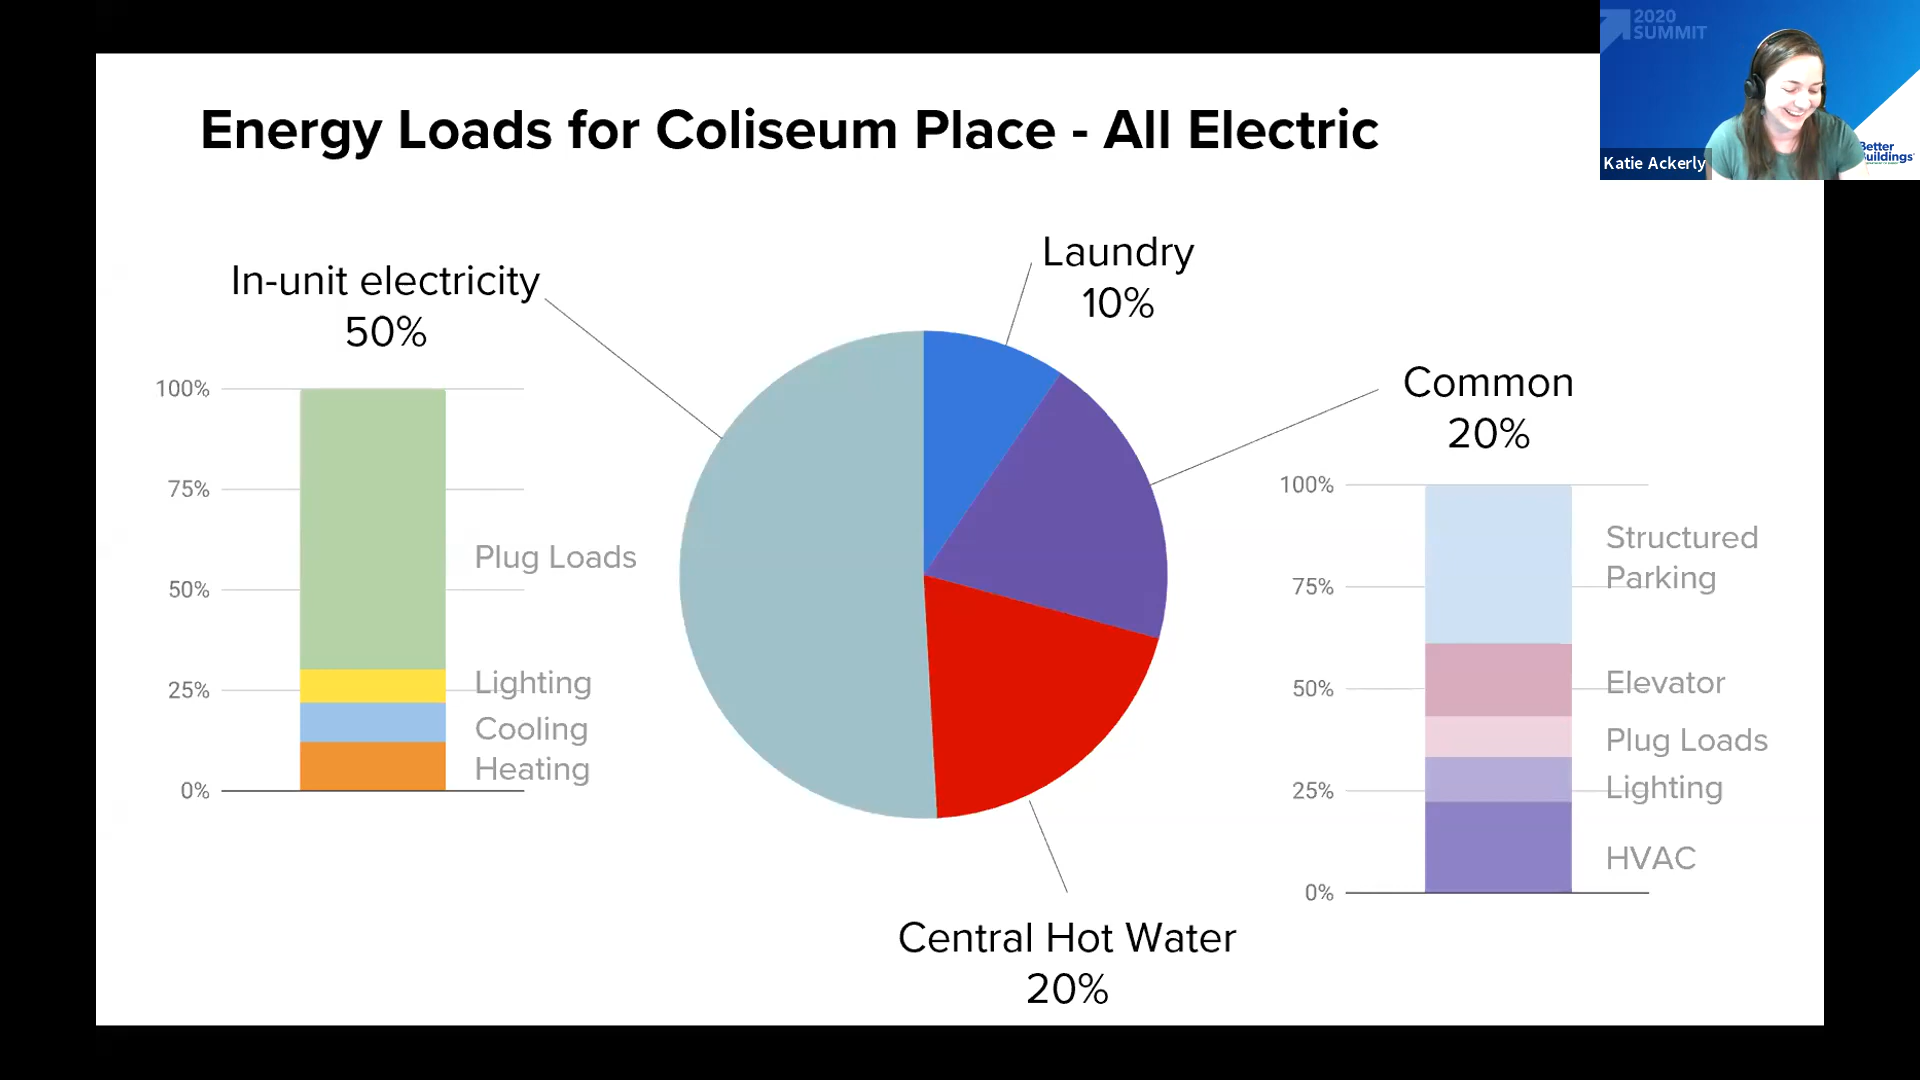 2020
SUMMIT
Katie Ackerly
Better
Buildings
Energy Loads for Coliseum Place - All Electric
In-unit electricity
50%
Laundry
10%
Common
20%
Central Hot Water
20%
100%
75%
50%
25%
0%
Plug Loads
Lighting
Cooling
Heating
100%
75%
50%
25%
0%
Structured
Parking
Elevator
Plug Loads
Lighting
HVAC